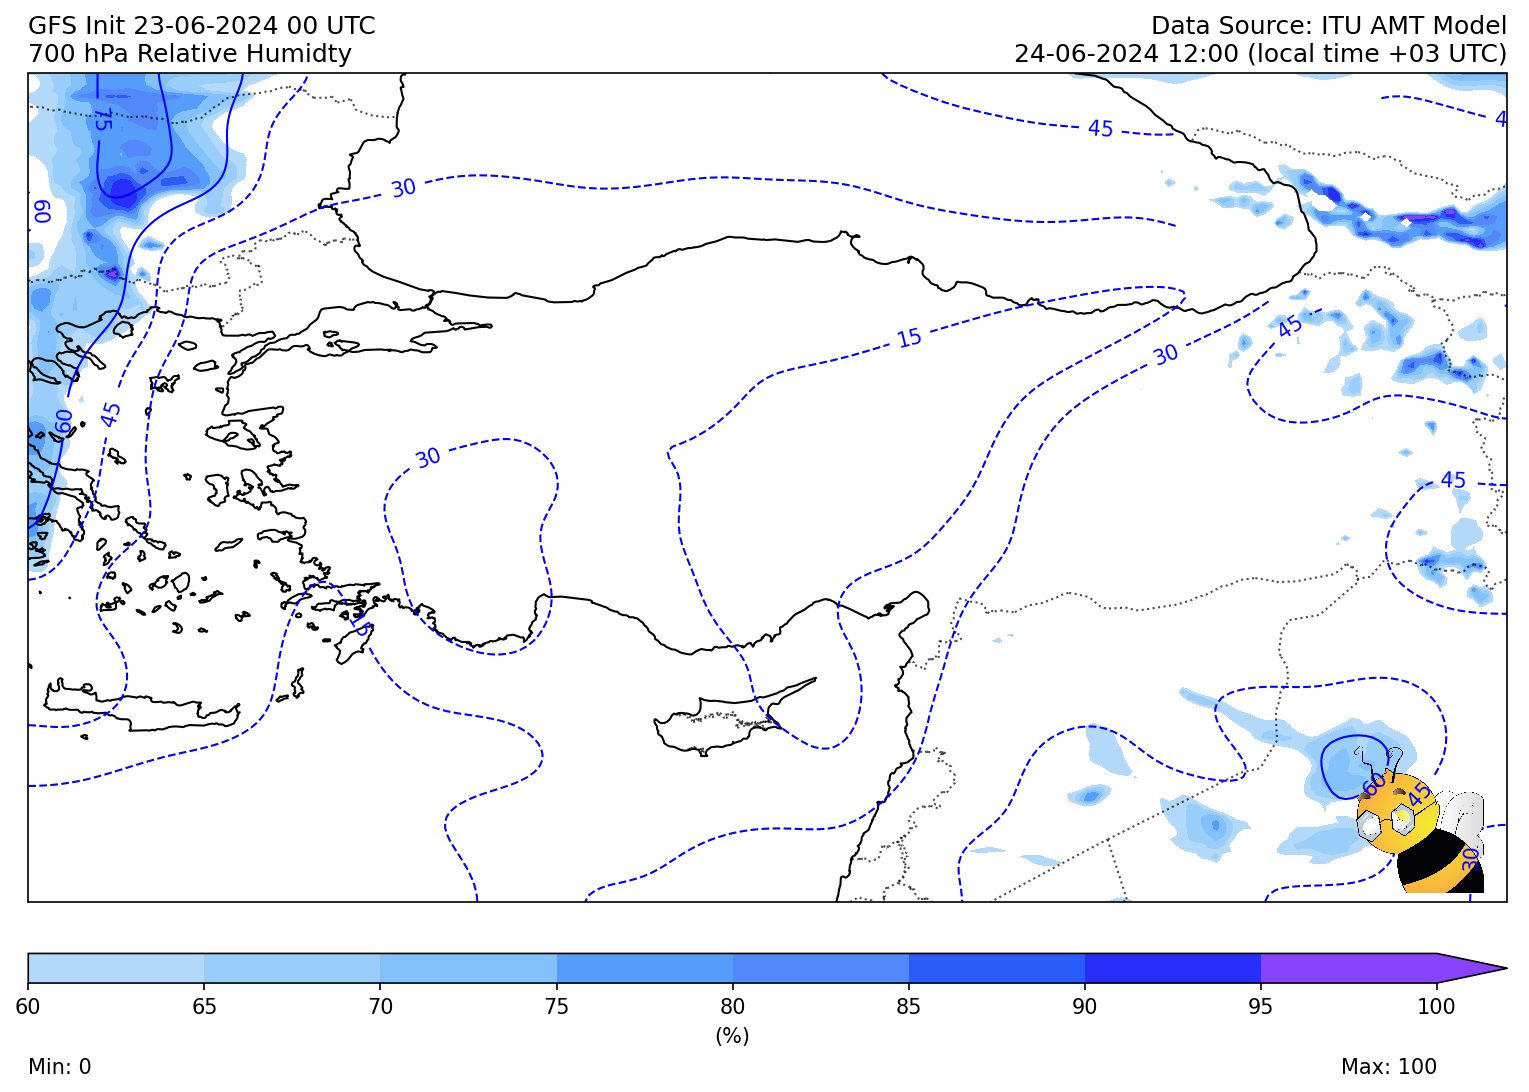 GFS Init 23-06-2024 00 UTC
Data Source: ITU AMT Model
700 hPa Relative Humidty
24-06-2024 12:00 (local time +03 UTC)
75
45
4
30
60
15
30
45
60
45
30
45
15
60
45
30
60 65 70 75 80 85 90 95 100
(%)
Min: 0
Max: 100